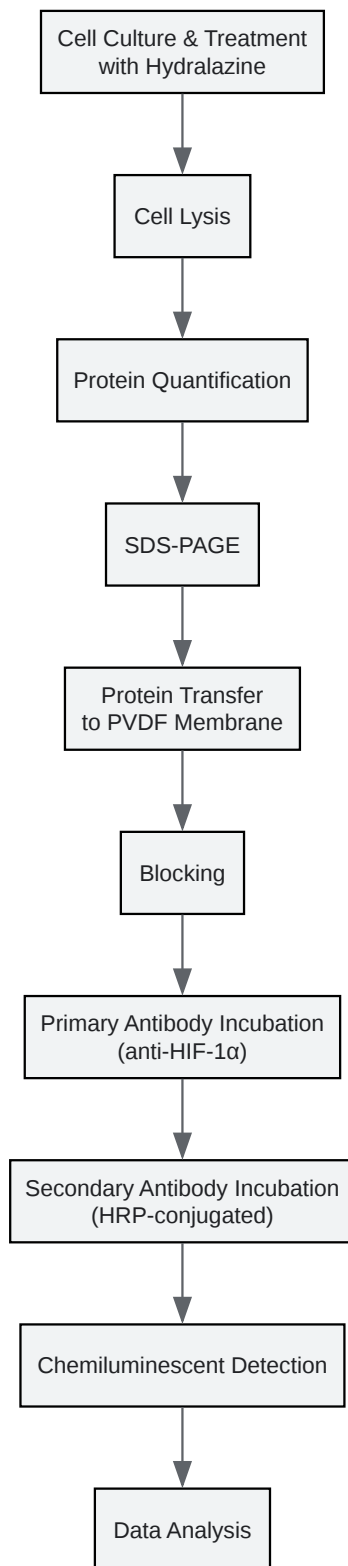 Cell Culture & Treatment
with Hydralazine
Cell Lysis
Protein Quantification
SDS-PAGE
Protein Transfer
to PVDF Membrane
Blocking
Primary Antibody Incubation
(anti-HIF-1α)
Secondary Antibody Incubation
(HRP-conjugated)
Chemiluminescent Detection
Data Analysis